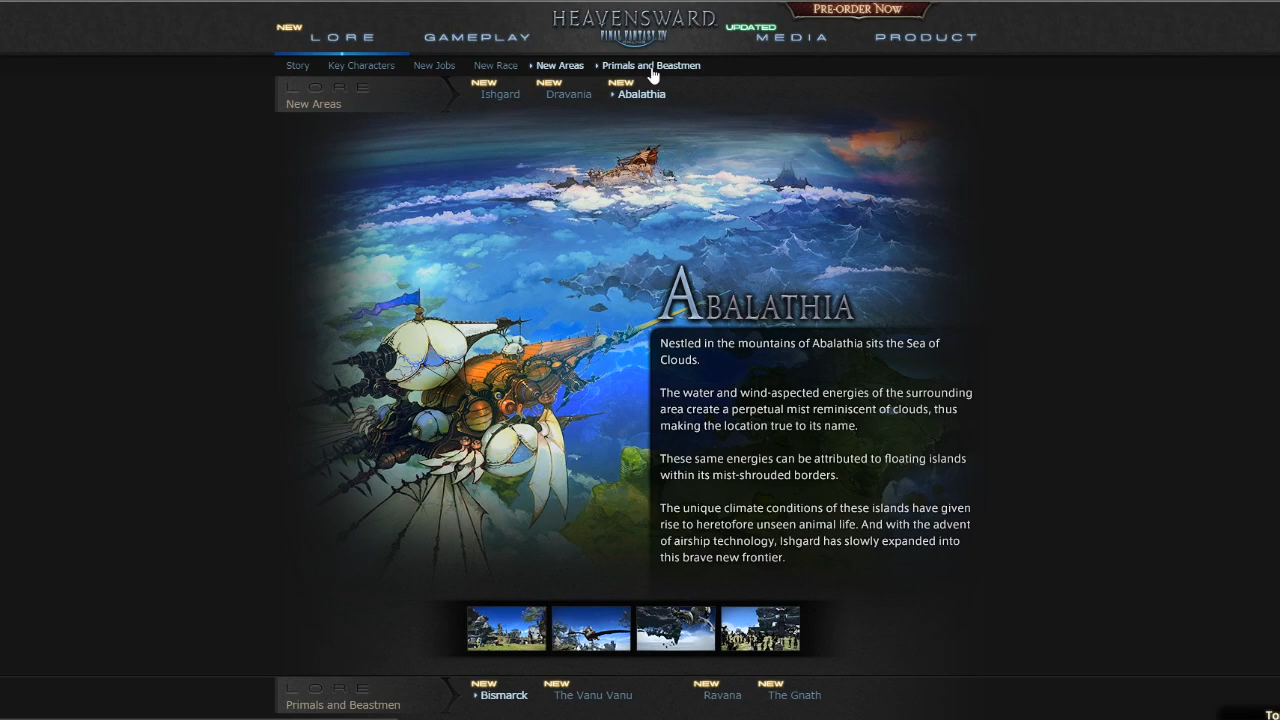 HEAVENSWARD
FINAL FANTASY XIV
PRE-ORDER NOW
NEW
LORE
GAMEPLAY
UPDATED
MEDIA
PRODUCT
Story Key Characters New Jobs New Race New Areas Primals and Beastmen
LORE
New Areas
NEW NEW NEW
Ishgard Dravania Abalathia
ABALATHIA
Nestled in the mountains of Abalathia sits the Sea of
Clouds.
The water and wind-aspected energies of the surrounding
area create a perpetual mist reminiscent of clouds, thus
making the location true to its name.
These same energies can be attributed to floating islands
within its mist-shrouded borders.
The unique climate conditions of these islands have given
rise to heretofore unseen animal life. And with the advent
of airship technology, Ishgard has slowly expanded into
this brave new frontier.
LORE
Primals and Beastmen
NEW NEW NEW NEW
Bismarck The Vanu Vanu Ravana The Gnath
To